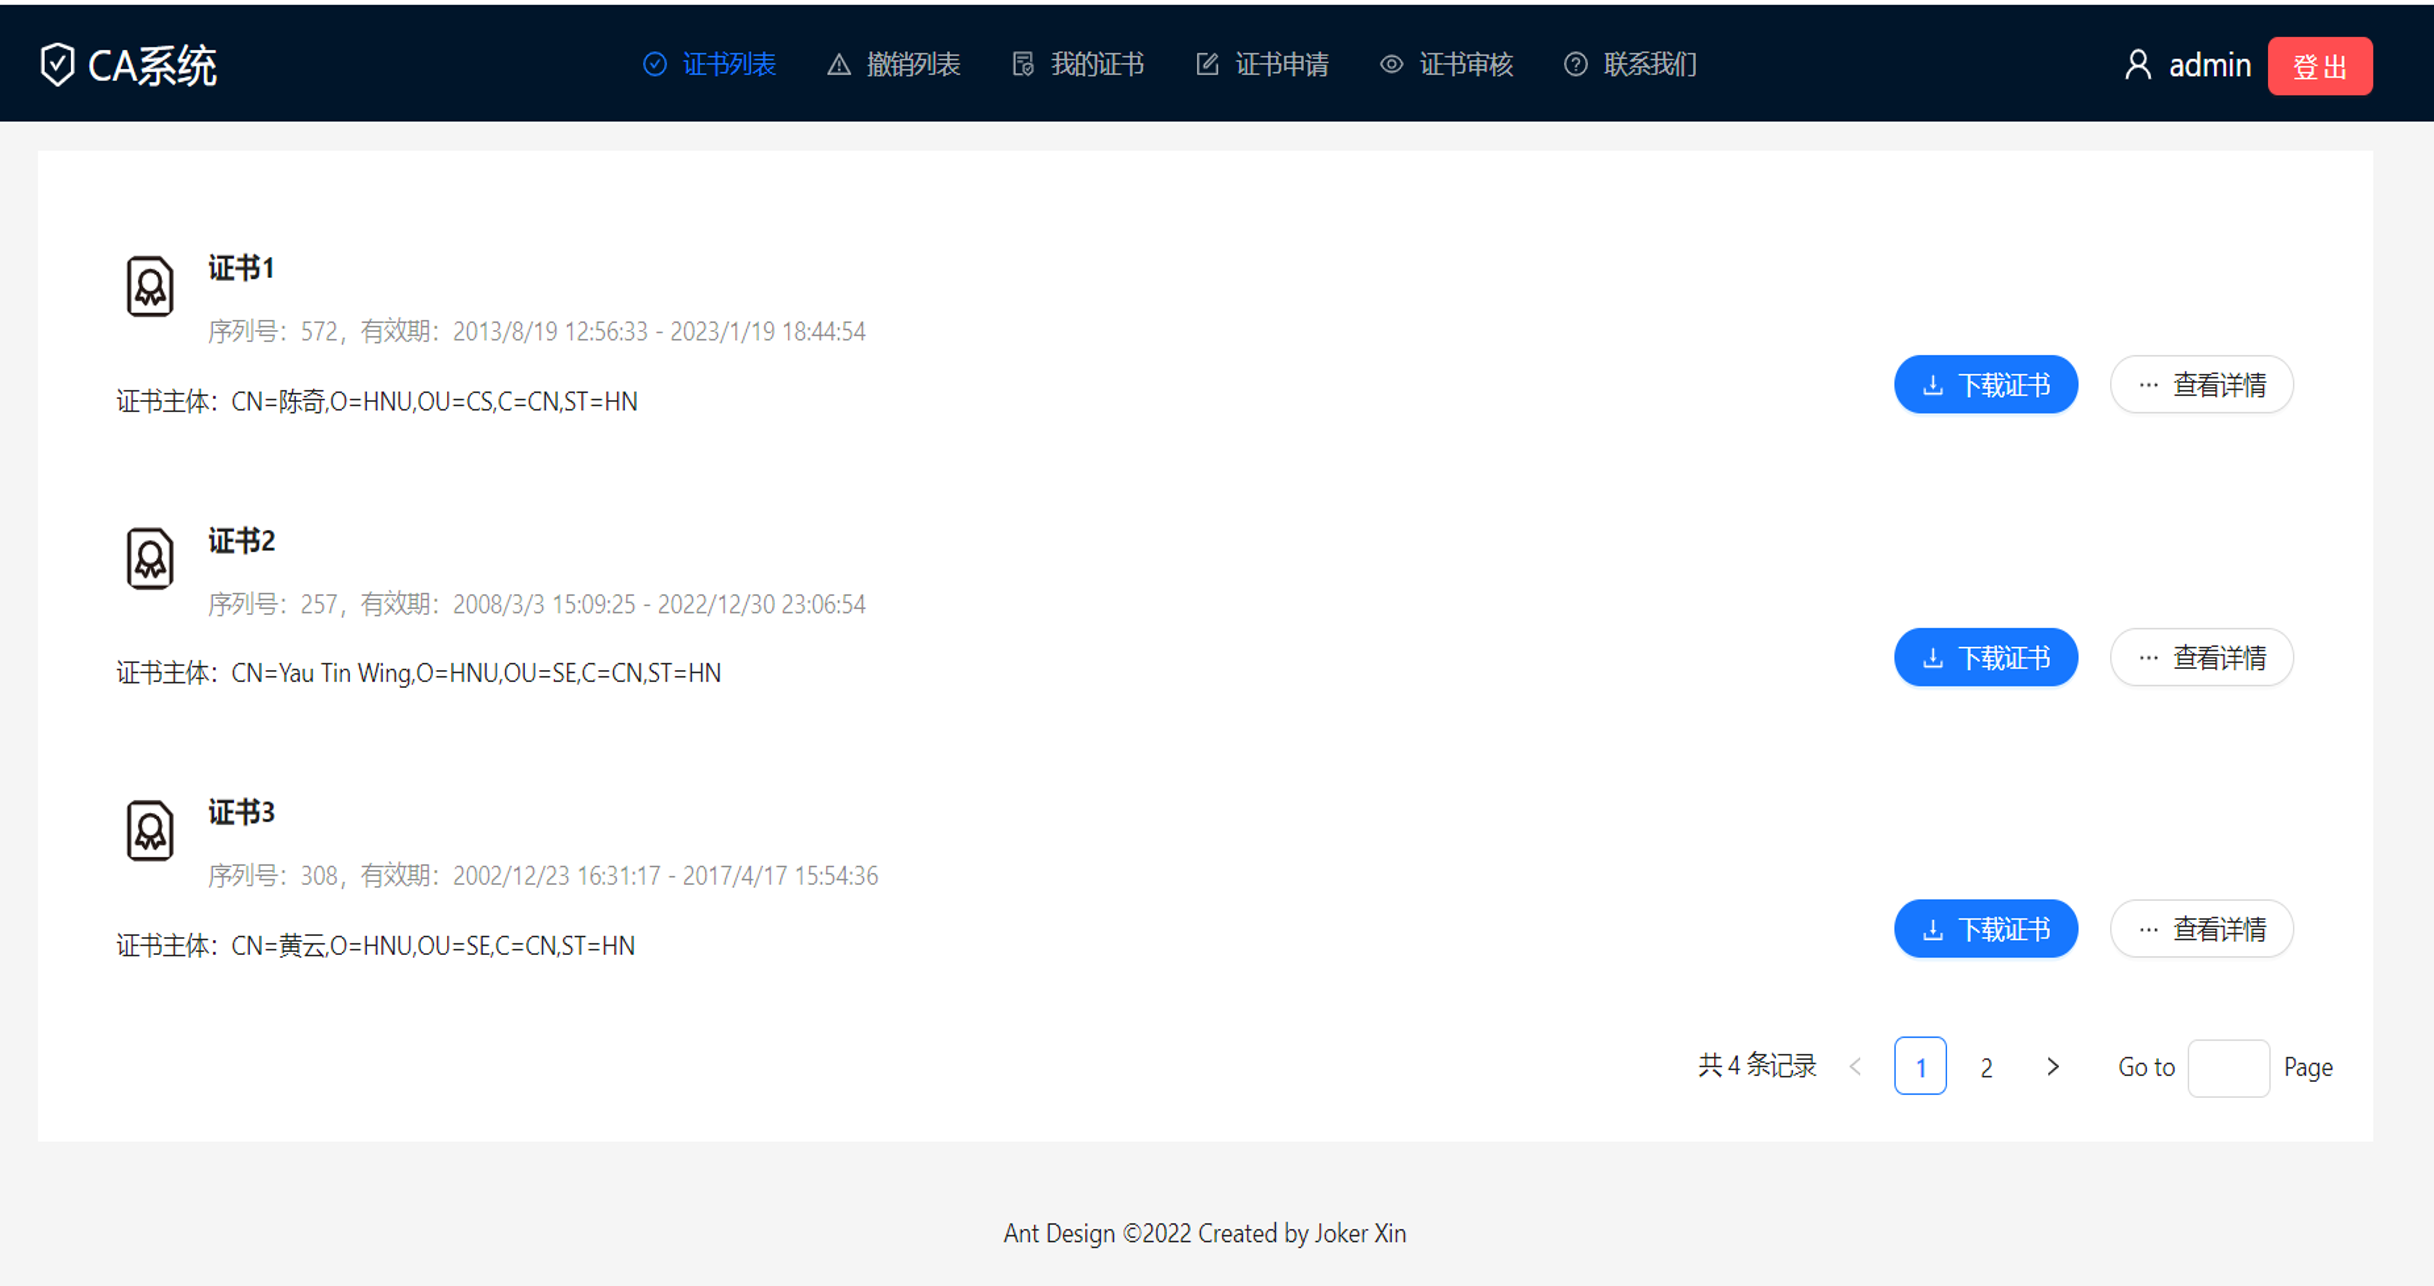 CA系统 证书列表 撤销列表 我的证书 证书申请 证书审核 联系我们 admin 登出
证书1
序列号：572，有效期：2013/8/19 12:56:33 - 2023/1/19 18:44:54
证书主体：CN=陈奇,O=HNU,OU=CS,C=CN,ST=HN
下载证书 ··· 查看详情
证书2
序列号：257，有效期：2008/3/3 15:09:25 - 2022/12/30 23:06:54
证书主体：CN=Yau Tin Wing,O=HNU,OU=SE,C=CN,ST=HN
下载证书 ··· 查看详情
证书3
序列号：308，有效期：2002/12/23 16:31:17 - 2017/4/17 15:54:36
证书主体：CN=黄云,O=HNU,OU=SE,C=CN,ST=HN
下载证书 ··· 查看详情
共 4 条记录 < 1 2 > Go to Page
Ant Design ©2022 Created by Joker Xin